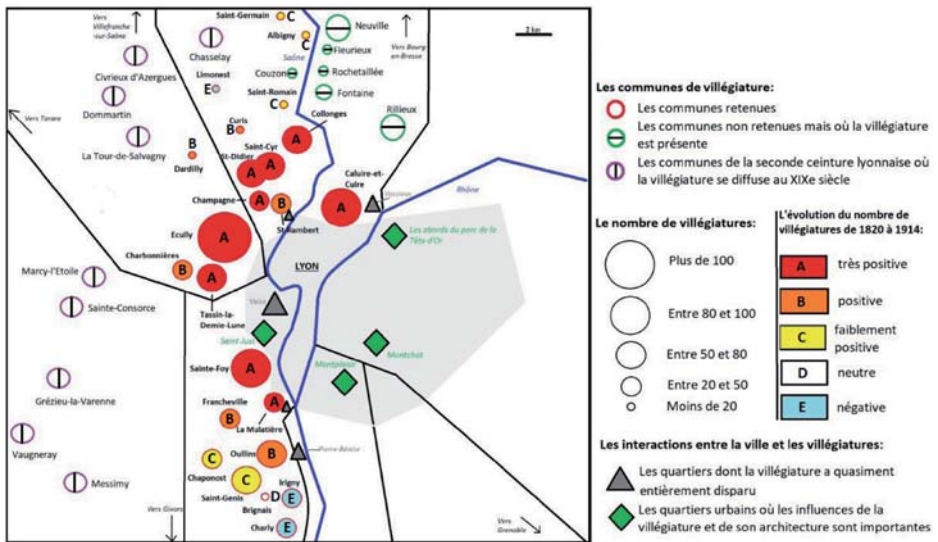 Vers
Villefranche
-sur-Saône
Saint-Germain
C
Neuville
Albigny
C
Fleurieux
Vers Bourg
en-Bresse
2 km
Chasselay
Saône
Civrieux d'Azergues
Limonest
E
Couzon
Rochetaillée
Saint-Romain
C
Fontaine
Dommartin
Rillieux
Vers Tarare
Curis
B
Collonges
A
La Tour-de-Salvagny
B
Dardilly
Saint-Cyr
St-Didier
A
A
Caluire-et-
Cuire
A
Rhône
Champagne
A
B
St-Rambert
Ecully
A
Les abords du parc de la
Tête d'Or
Charbonnières
B
A
LYON
Marcy-l'Etoile
Tassin-la-
Demie-Lune
Vaise
Sainte-Consorce
Saint-Just
Montchat
Sainte-Foy
A
Montplaisir
Grézieu-la-Varenne
Francheville
B
A
La Mulatière
Vaugneray
Oullim
B
Pierre-Bénite
C
Chaponost
C
Irigny
Messimy
Saint-Genis
D
E
Brignais
Vers Givors
Charly
E
Vers
Grenoble
Les communes de villégiature:
Les communes retenues
Les communes non retenues mais où la villégiature
est présente
Les communes de la seconde ceinture lyonnaise où
la villégiature se diffuse au XIXe siècle
Le nombre de villégiatures:
Plus de 100
Entre 80 et 100
Entre 50 et 80
Entre 20 et 50
Moins de 20
L'évolution du nombre de
villégiatures de 1820 à 1914:
A
très positive
B
positive
C
faiblement
positive
D
neutre
E
négative
Les interactions entre la ville et les villégiatures:
Les quartiers dont la villégiature a quasiment
entièrement disparu
Les quartiers urbains où les influences de la
villégiature et de son architecture sont importantes